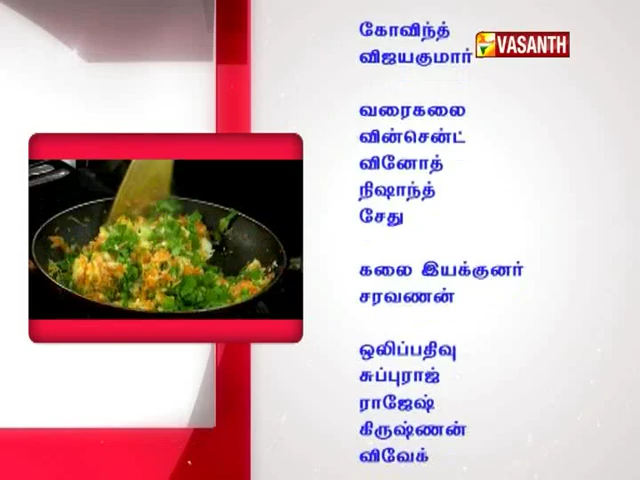 கோவிந்த்
விஜயகுமார்
VASANTH
வரைகலை
வின்சென்ட்
வினோத்
நிஷாந்த்
சேது
கலை இயக்குனர்
சரவணன்
ஒலிப்பதிவு
சுப்புராஜ்
ராஜேஷ்
கிருஷ்ணன்
விவேக்